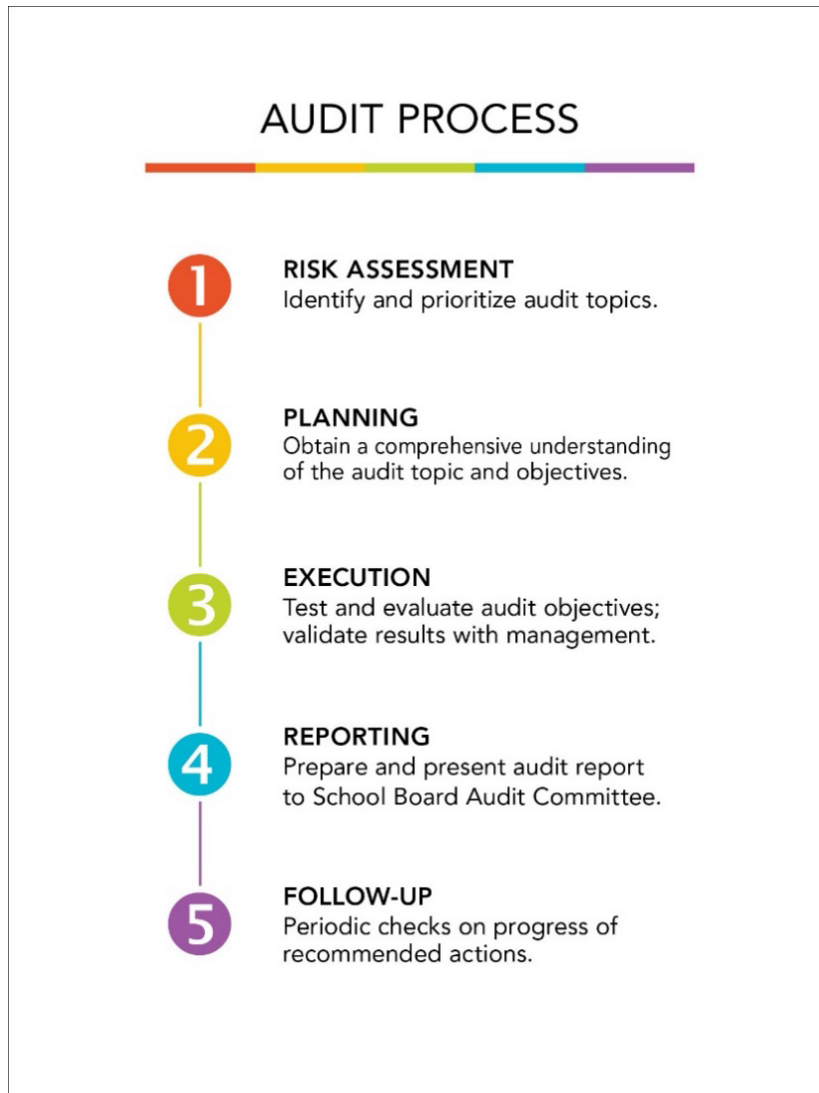 AUDIT PROCESS
1
RISK ASSESSMENT
Identify and prioritize audit topics.
2
PLANNING
Obtain a comprehensive understanding
of the audit topic and objectives.
3
EXECUTION
Test and evaluate audit objectives;
validate results with management.
4
REPORTING
Prepare and present audit report
to School Board Audit Committee.
5
FOLLOW-UP
Periodic checks on progress of
recommended actions.